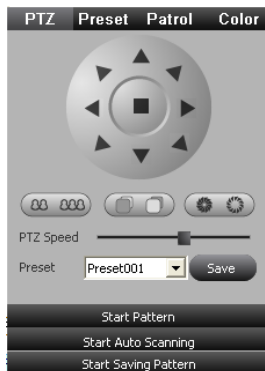 PTZ Preset Patrol Color
PTZ Speed
Preset Preset001 Save
Start Pattern
Start Auto Scanning
Start Saving Pattern